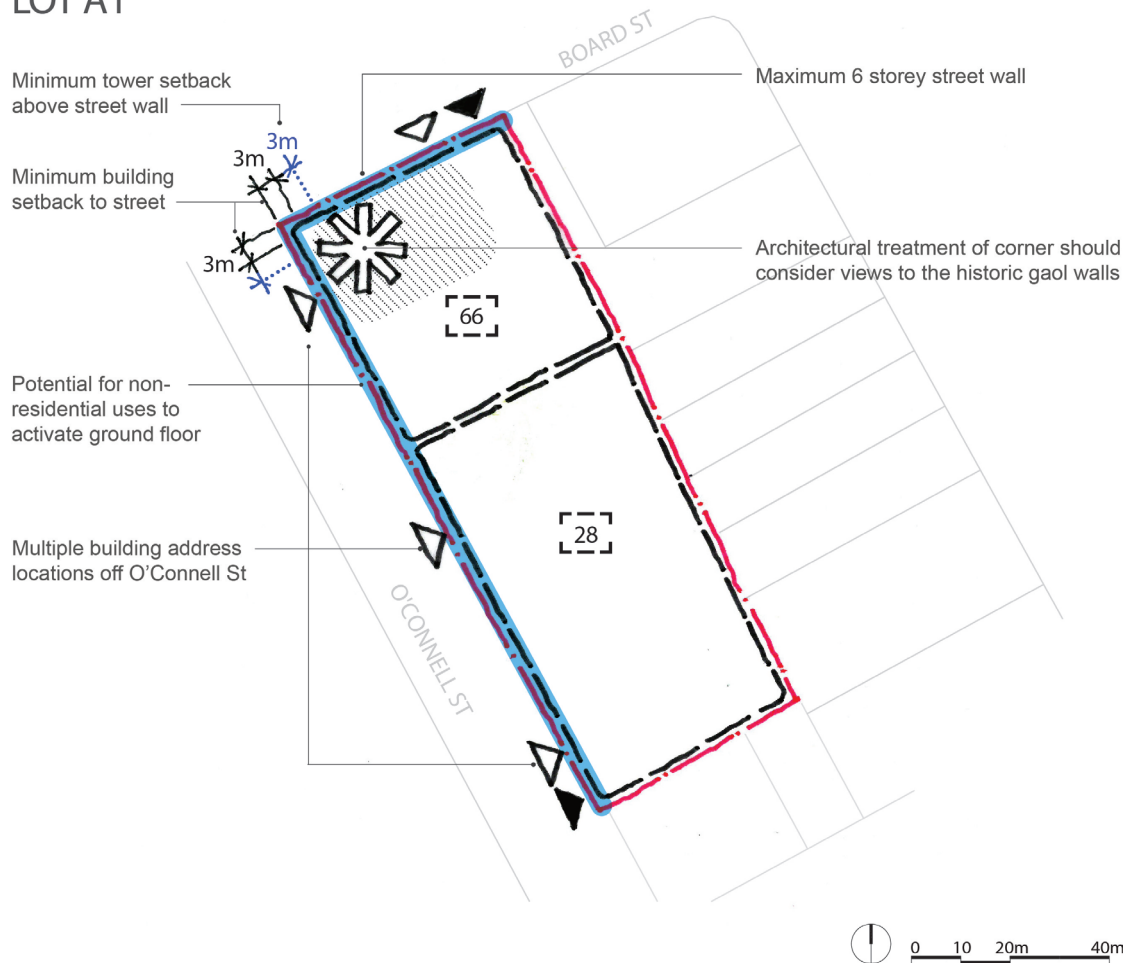 LOT A1
BOARD ST
Minimum tower setback
above street wall
Maximum 6 storey street wall
3m
3m
Minimum building
setback to street
3m
Architectural treatment of corner should
consider views to the historic gaol walls
66
Potential for non-
residential uses to
activate ground floor
28
Multiple building address
locations off O'Connell St
O'CONNELL ST
0 10 20m 40m